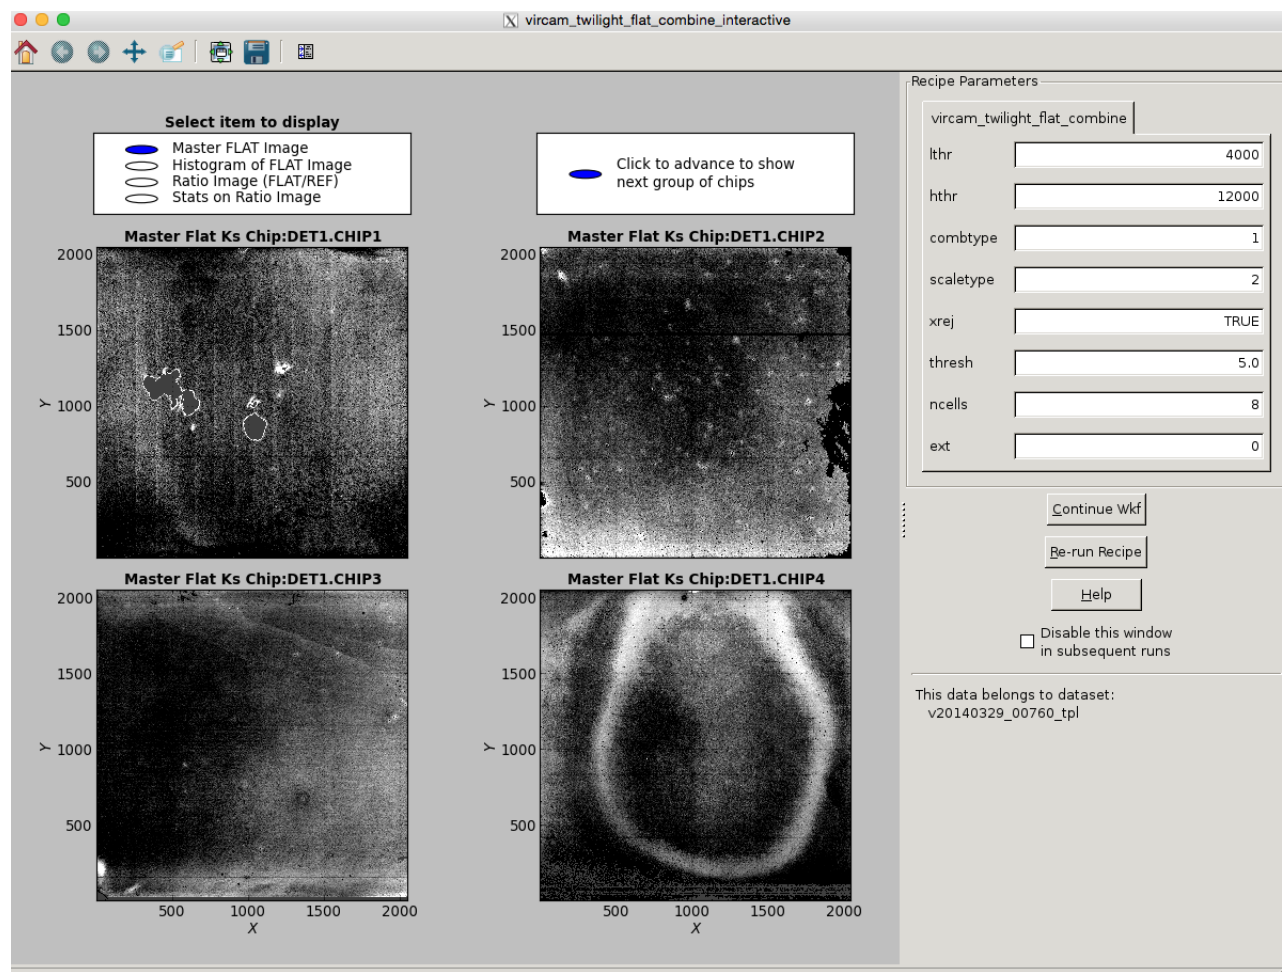 vircam_twilight_flat_combine_interactive
Select item to display
Master FLAT Image
Histogram of FLAT Image
Ratio Image (FLAT/REF)
Stats on Ratio Image
Click to advance to show
next group of chips
Master Flat Ks Chip:DET1.CHIP1
2000
1500
1000
500
Y
Master Flat Ks Chip:DET1.CHIP2
2000
1500
1000
500
Y
Master Flat Ks Chip:DET1.CHIP3
2000
1500
1000
500
Y
500
1000
1500
2000
X
Master Flat Ks Chip:DET1.CHIP4
2000
1500
1000
500
Y
500
1000
1500
2000
X
Recipe Parameters
vircam_twilight_flat_combine
lthr 4000
hthr 12000
combtype 1
scaletype 2
xrej TRUE
thresh 5.0
ncells 8
ext 0
Continue Wkf
Re-run Recipe
Help
Disable this window
in subsequent runs
This data belongs to dataset:
v20140329_00760_tpl